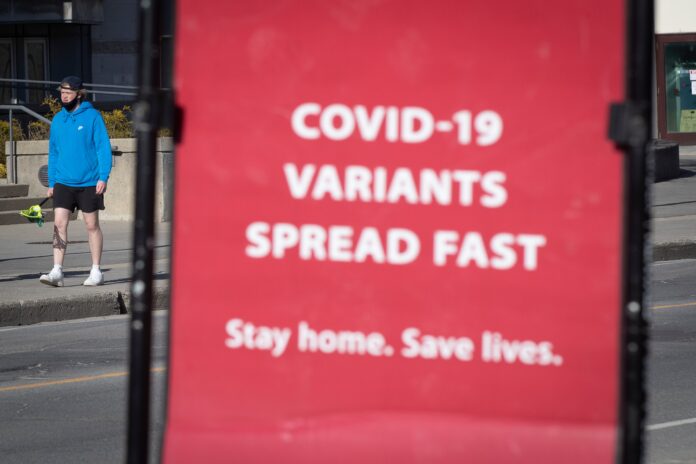 COVID-19
VARIANTS
SPREAD FAST
Stay home. Save lives.